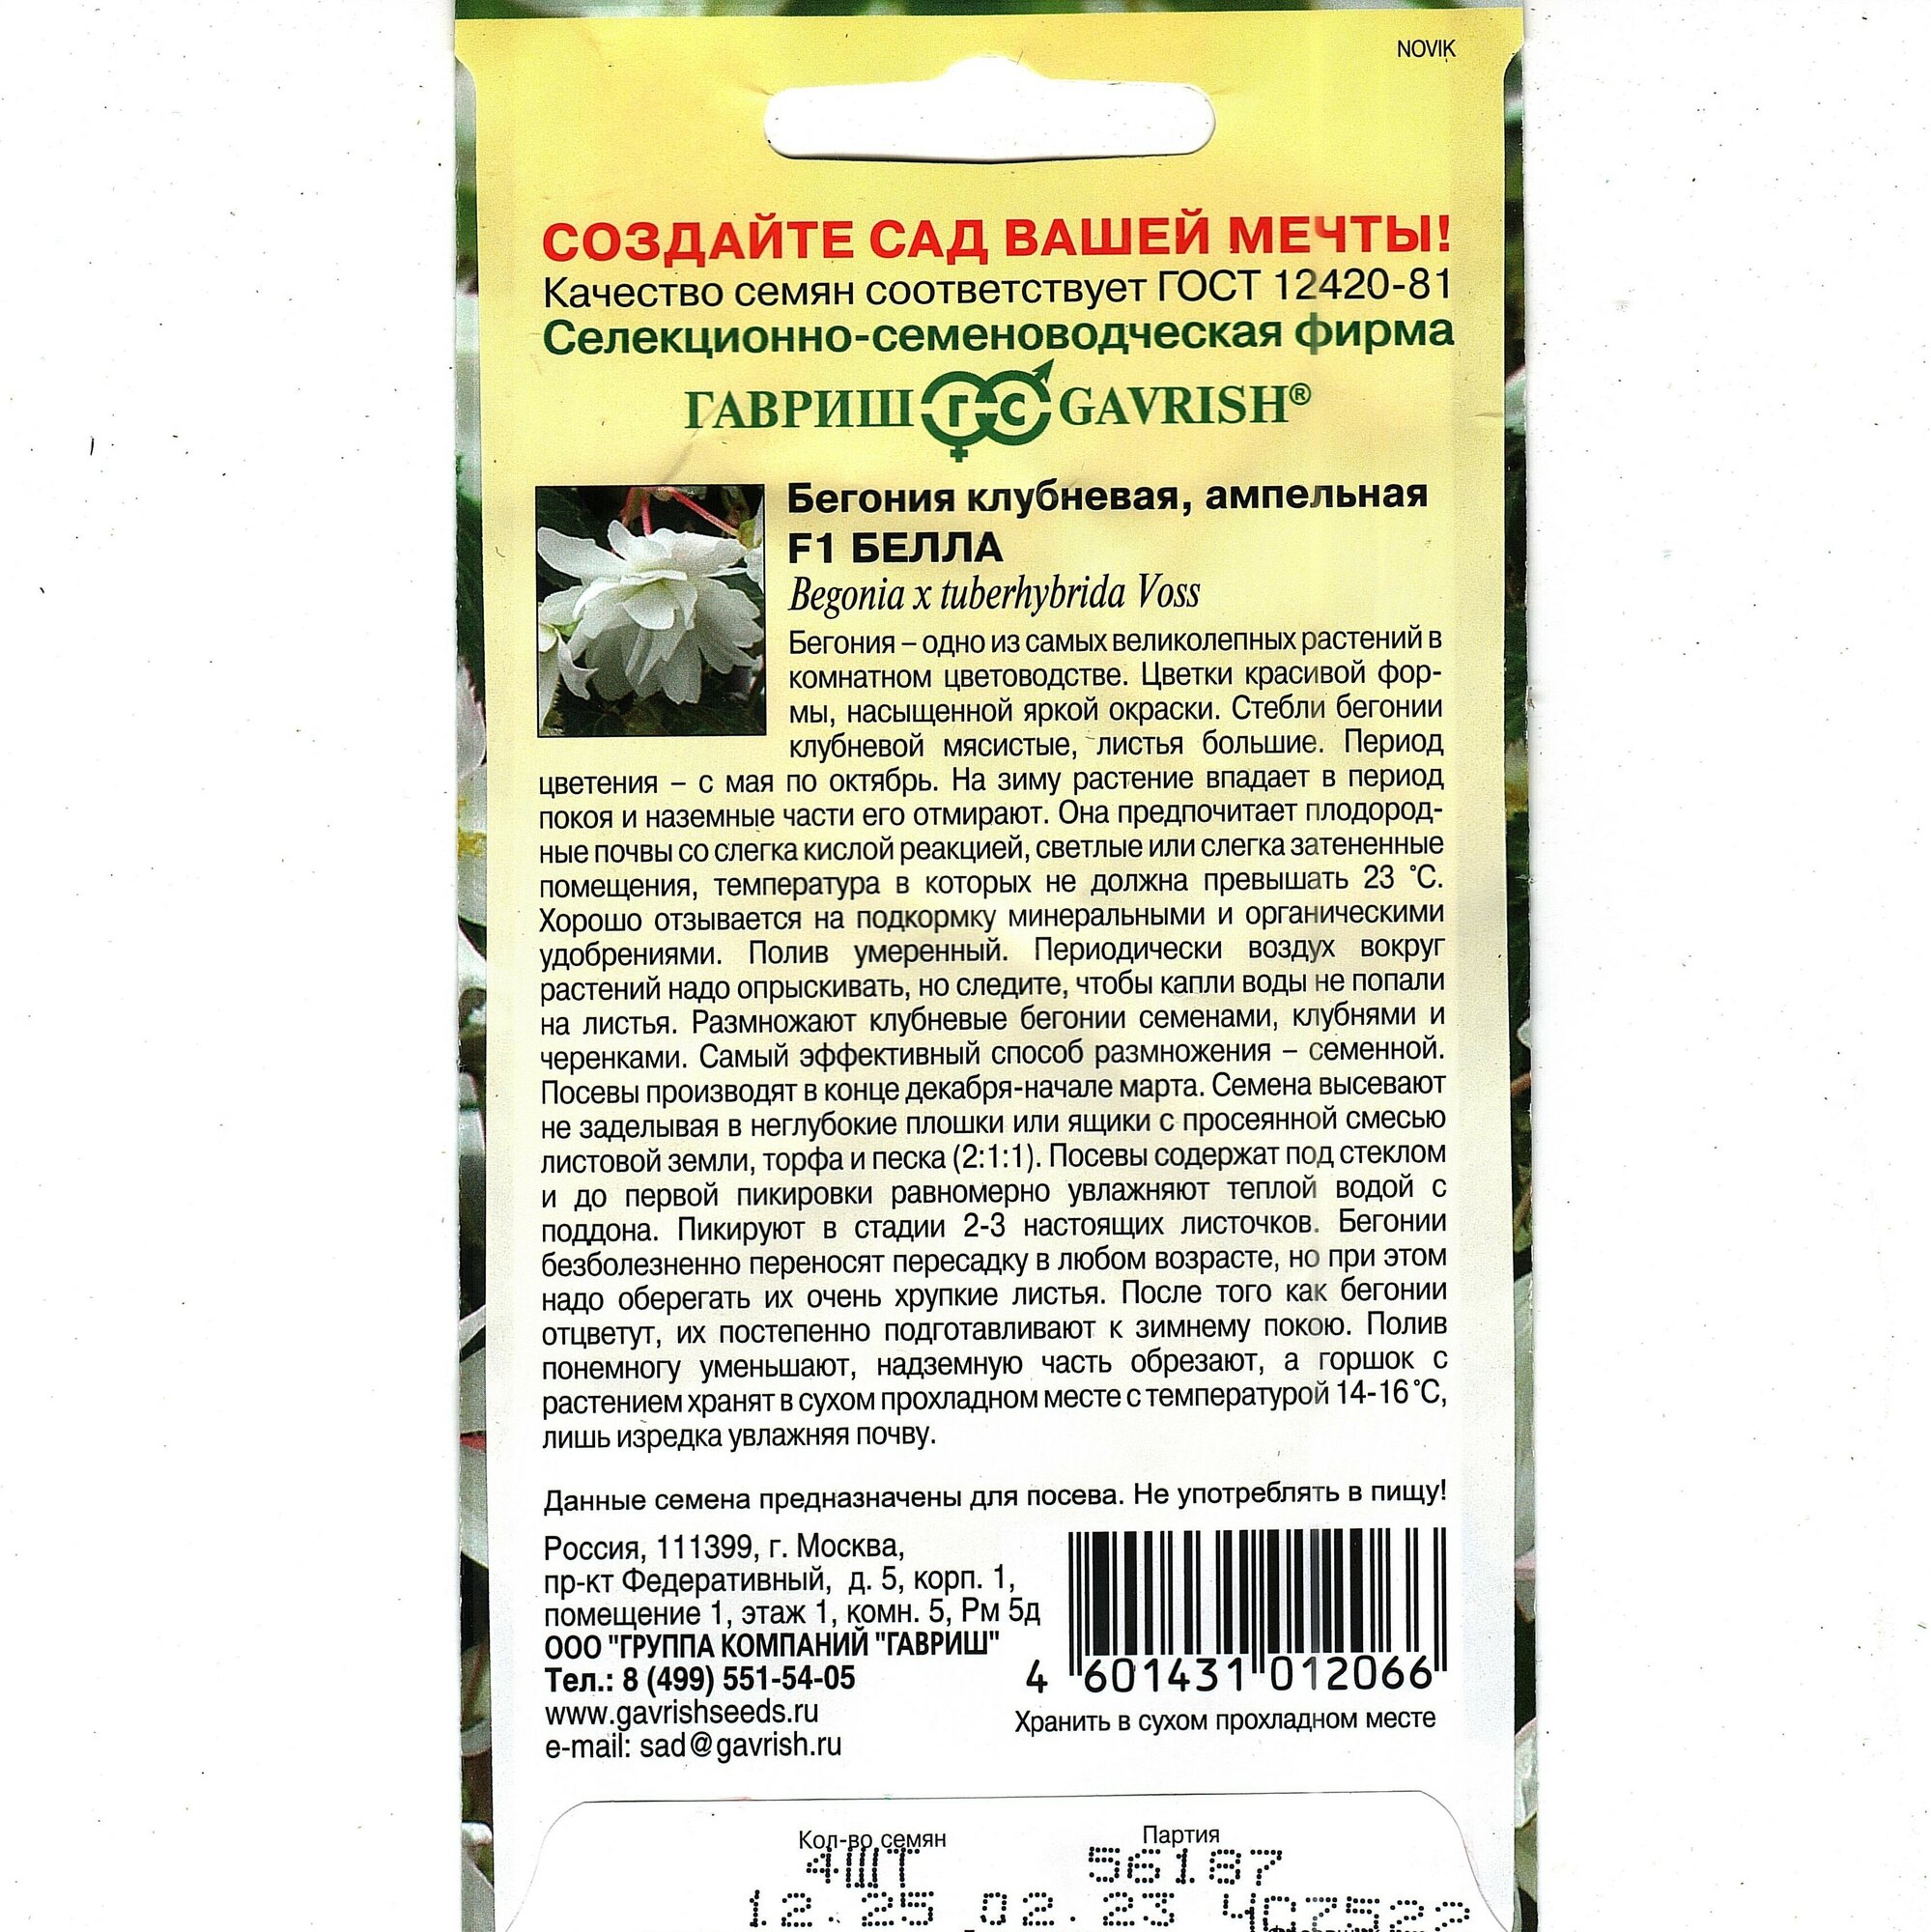 NOVIK
СОЗДАЙТЕ САД ВАШЕЙ МЕЧТЫ!
Качество семян соответствует ГОСТ 12420-81
Селекционно-семеноводческая фирма
ГАВРИШ ГС GAVRISH®
Бегония клубневая, ампельная
F1 БЕЛЛА
Begonia x tuberhybrida Voss
Бегония – одно из самых великолепных растений в
комнатном цветоводстве. Цветки красивой фор-
мы, насыщенной яркой окраски. Стебли бегонии
клубневой мясистые, листья большие. Период
цветения – с мая по октябрь. На зиму растение впадает в период
покоя и наземные части его отмирают. Она предпочитает плодород-
ные почвы со слегка кислой реакцией, светлые или слегка затененные
помещения, температура в которых не должна превышать 23 °С.
Хорошо отзывается на подкормку минеральными и органическими
удобрениями. Полив умеренный. Периодически воздух вокруг
растений надо опрыскивать, но следите, чтобы капли воды не попали
на листья. Размножают клубневые бегонии семенами, клубнями и
черенками. Самый эффективный способ размножения – семенной.
Посевы производят в конце декабря-начале марта. Семена высевают
не заделывая в неглубокие плошки или ящики с просеянной смесью
листовой земли, торфа и песка (2:1:1). Посевы содержат под стеклом
и до первой пикировки равномерно увлажняют теплой водой с
поддона. Пикируют в стадии 2-3 настоящих листочков. Бегонии
безболезненно переносят пересадку в любом возрасте, но при этом
надо оберегать их очень хрупкие листья. После того как бегонии
отцветут, их постепенно подготавливают к зимнему покою. Полив
понемногу уменьшают, надземную часть обрезают, а горшок с
растением хранят в сухом прохладном месте с температурой 14-16 °С,
лишь изредка увлажняя почву.
Данные семена предназначены для посева. Не употреблять в пищу!
Россия, 111399, г. Москва,
пр-кт Федеративный, д. 5, корп. 1,
помещение 1, этаж 1, комн. 5, Рм 5д
ООО "ГРУППА КОМПАНИЙ "ГАВРИШ"
Тел.: 8 (499) 551-54-05
www.gavrishseeds.ru
e-mail: sad@gavrish.ru
4 601431 012066
Хранить в сухом прохладном месте
Кол-во семян Партия
4ШТ 56187
12.25 02.23 407522